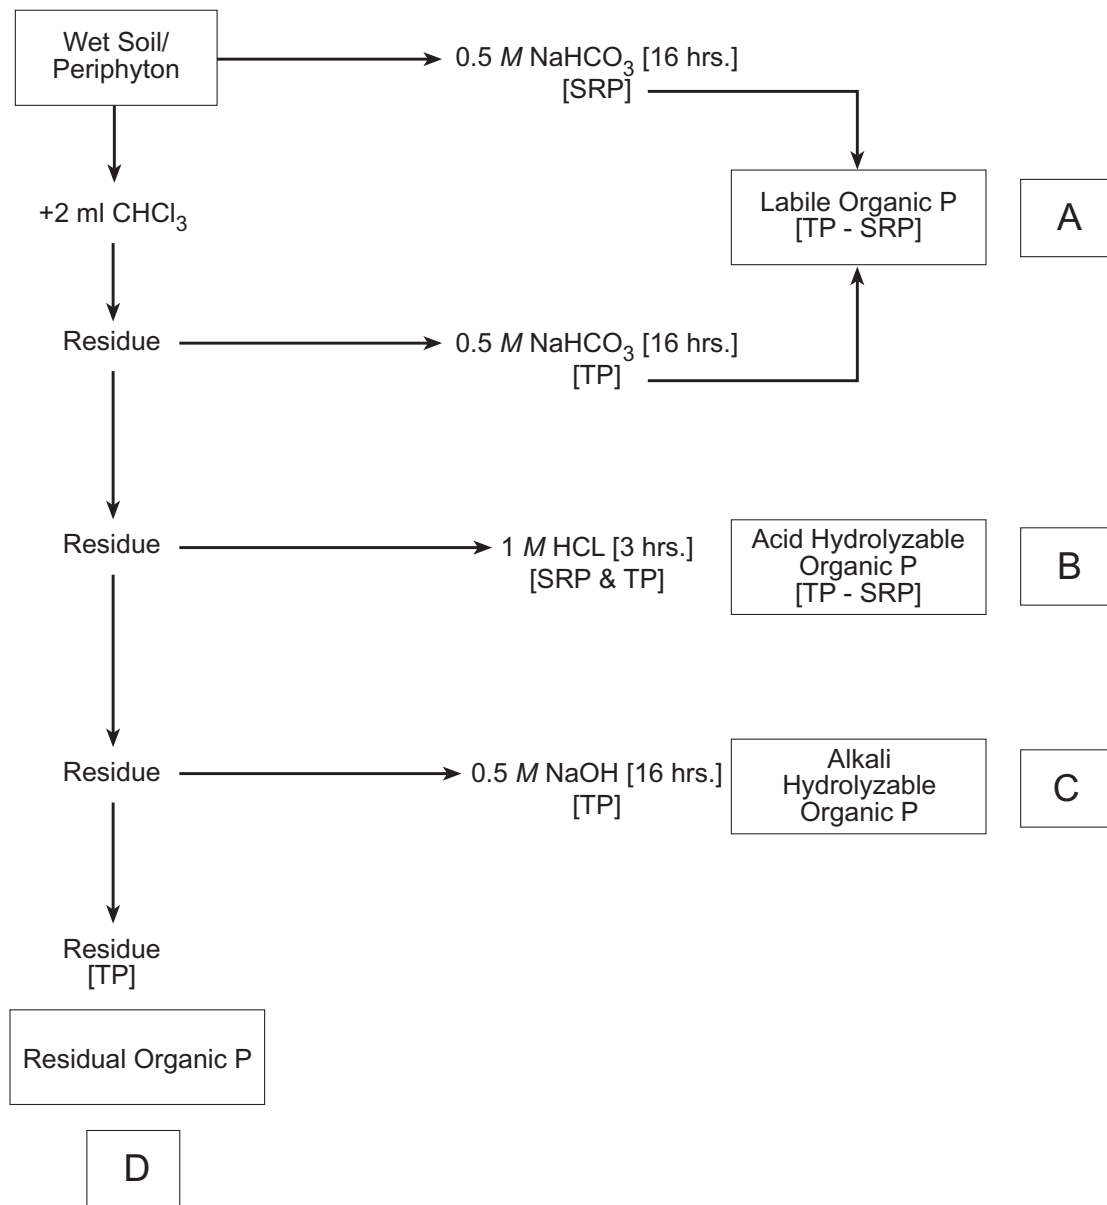 Wet Soil/
Periphyton
0.5 M NaHCO3 [16 hrs.]
[SRP]
+2 ml CHCl3
Labile Organic P
[TP - SRP]
A
Residue
0.5 M NaHCO3 [16 hrs.]
[TP]
Residue
1 M HCL [3 hrs.]
[SRP & TP]
Acid Hydrolyzable
Organic P
[TP - SRP]
B
Residue
0.5 M NaOH [16 hrs.]
[TP]
Alkali
Hydrolyzable
Organic P
C
Residue
[TP]
Residual Organic P
D